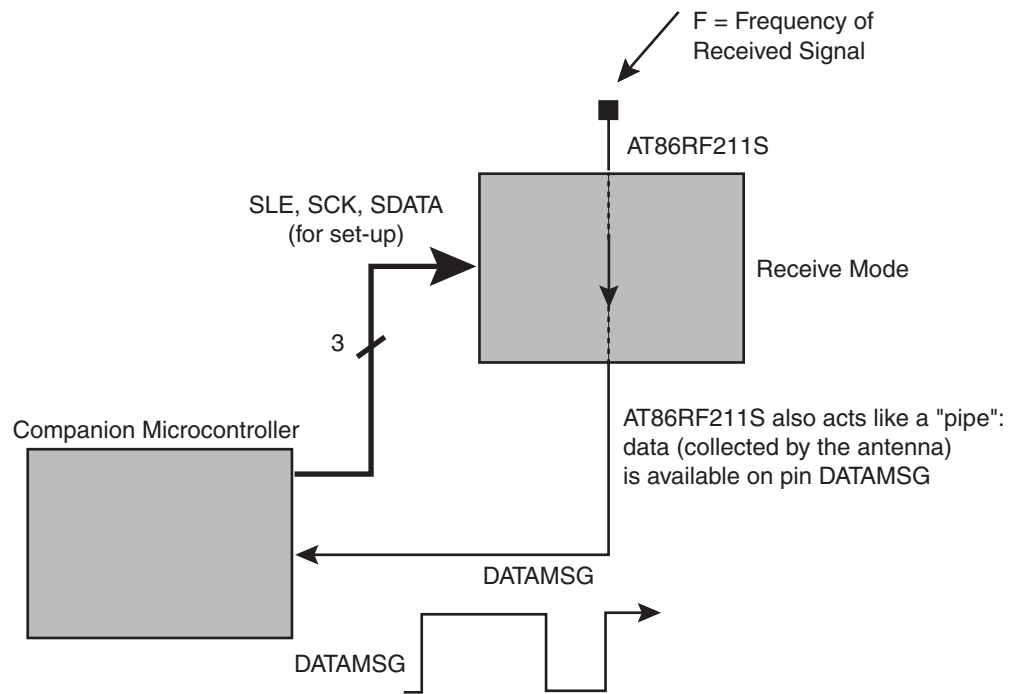 F = Frequency of
Received Signal
AT86RF211S
SLE, SCK, SDATA
(for set-up)
Receive Mode
3
AT86RF211S also acts like a "pipe":
data (collected by the antenna)
is available on pin DATAMSG
Companion Microcontroller
DATAMSG
DATAMSG